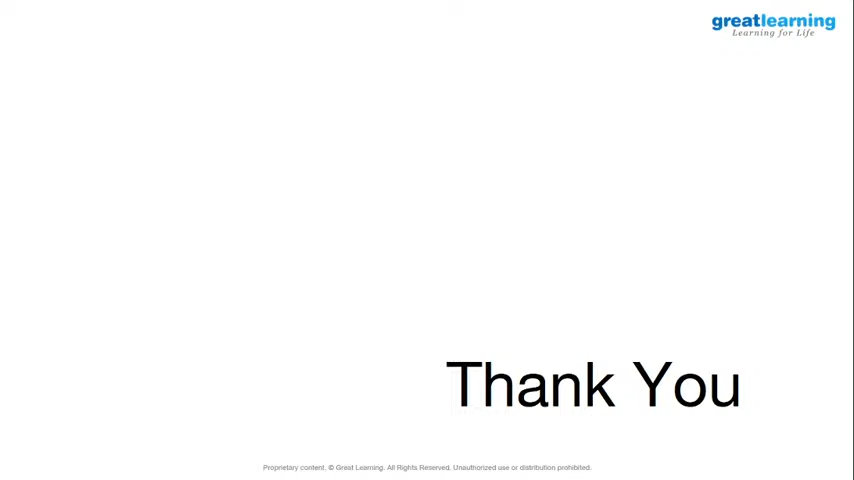 greatlearning
Learning for Life
Thank You
Proprietary content. © Great Learning. All Rights Reserved. Unauthorized use or distribution prohibited.